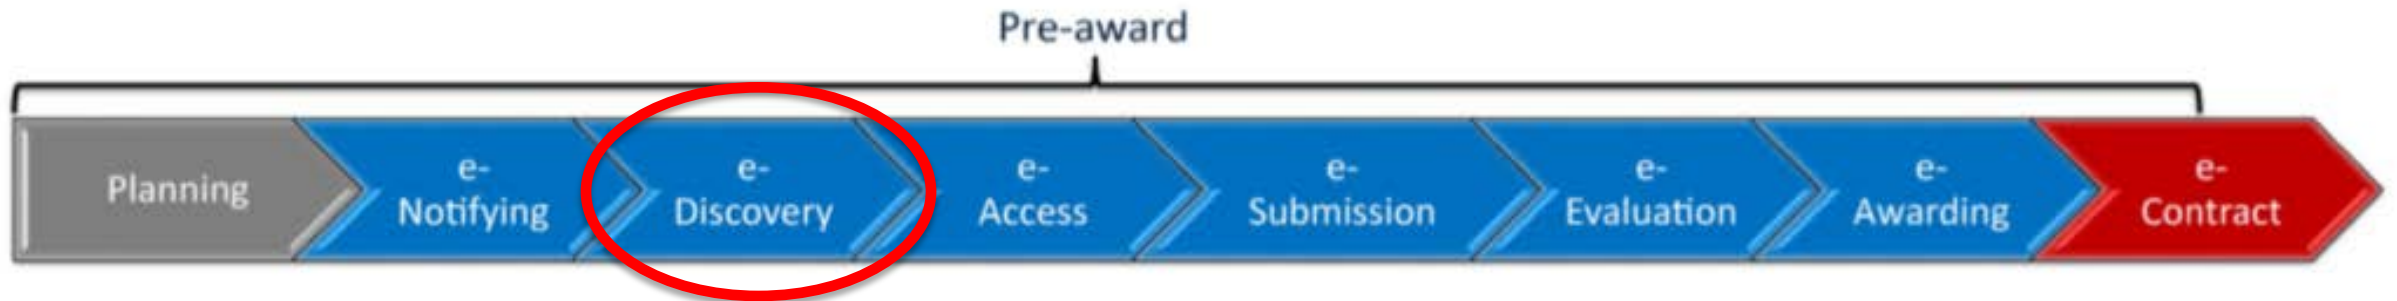 Pre-award
Planning
e-
Notifying
e-
Discovery
e-
Access
e-
Submission
e-
Evaluation
e-
Awarding
e-
Contract